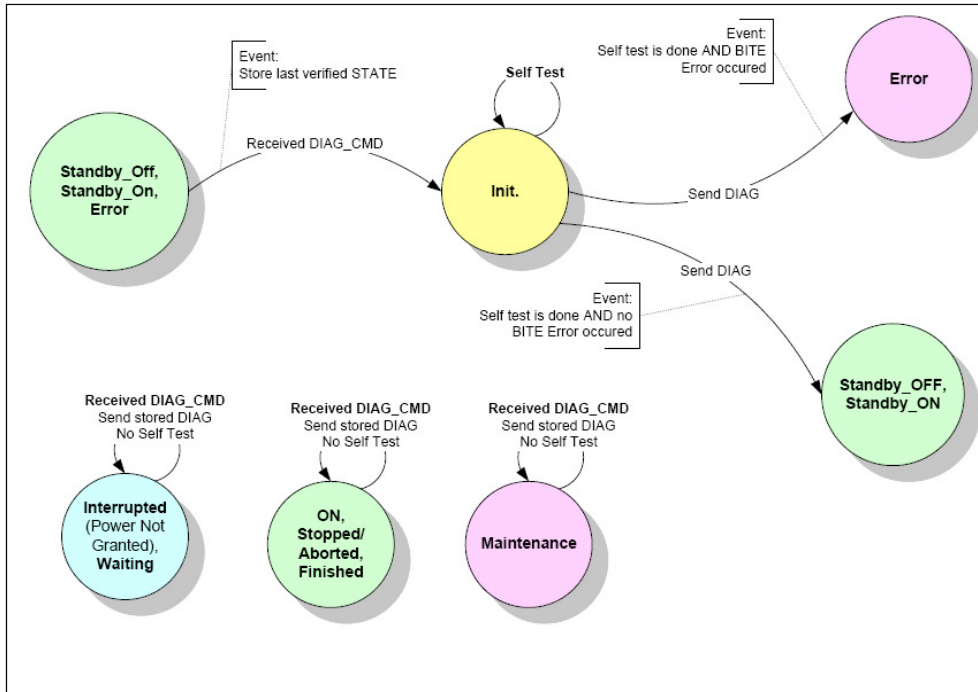 Event:
Store last verified STATE
Event:
Self test is done AND BITE
Error occured
Error
Self Test
Received DIAG_CMD
Standby_Off,
Standby_On,
Error
Init.
Send DIAG
Send DIAG
Event:
Self test is done AND no
BITE Error occured
Standby_OFF,
Standby_ON
Received DIAG_CMD
Send stored DIAG
No Self Test
Interrupted
(Power Not
Granted),
Waiting
Received DIAG_CMD
Send stored DIAG
No Self Test
ON,
Stopped/
Aborted,
Finished
Received DIAG_CMD
Send stored DIAG
No Self Test
Maintenance